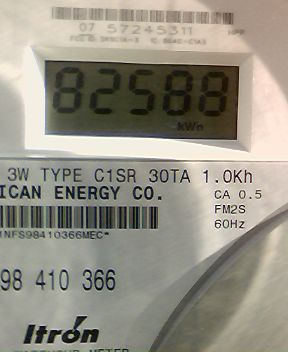 07 57245311
82588
kWh
3W TYPE C1SR 30TA 1.0Kh
ICAN ENERGY CO.
CA 0.5
FM2S
60Hz
1NFS98410366MEC*
98 410 366
Itron